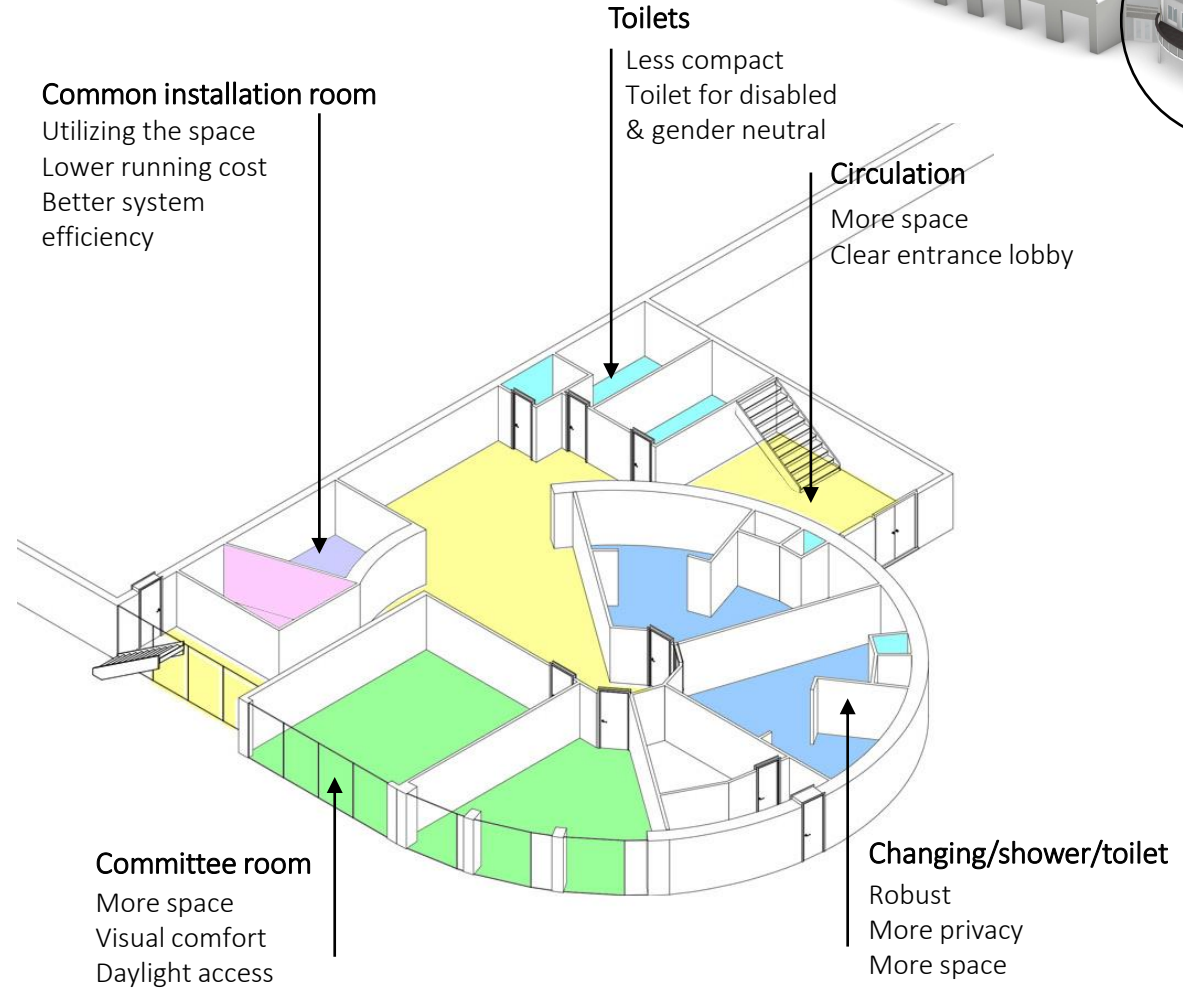 Toilets
Less compact
Toilet for disabled
& gender neutral
Common installation room
Utilizing the space
Lower running cost
Better system
efficiency
Circulation
More space
Clear entrance lobby
Committee room
More space
Visual comfort
Daylight access
Changing/shower/toilet
Robust
More privacy
More space